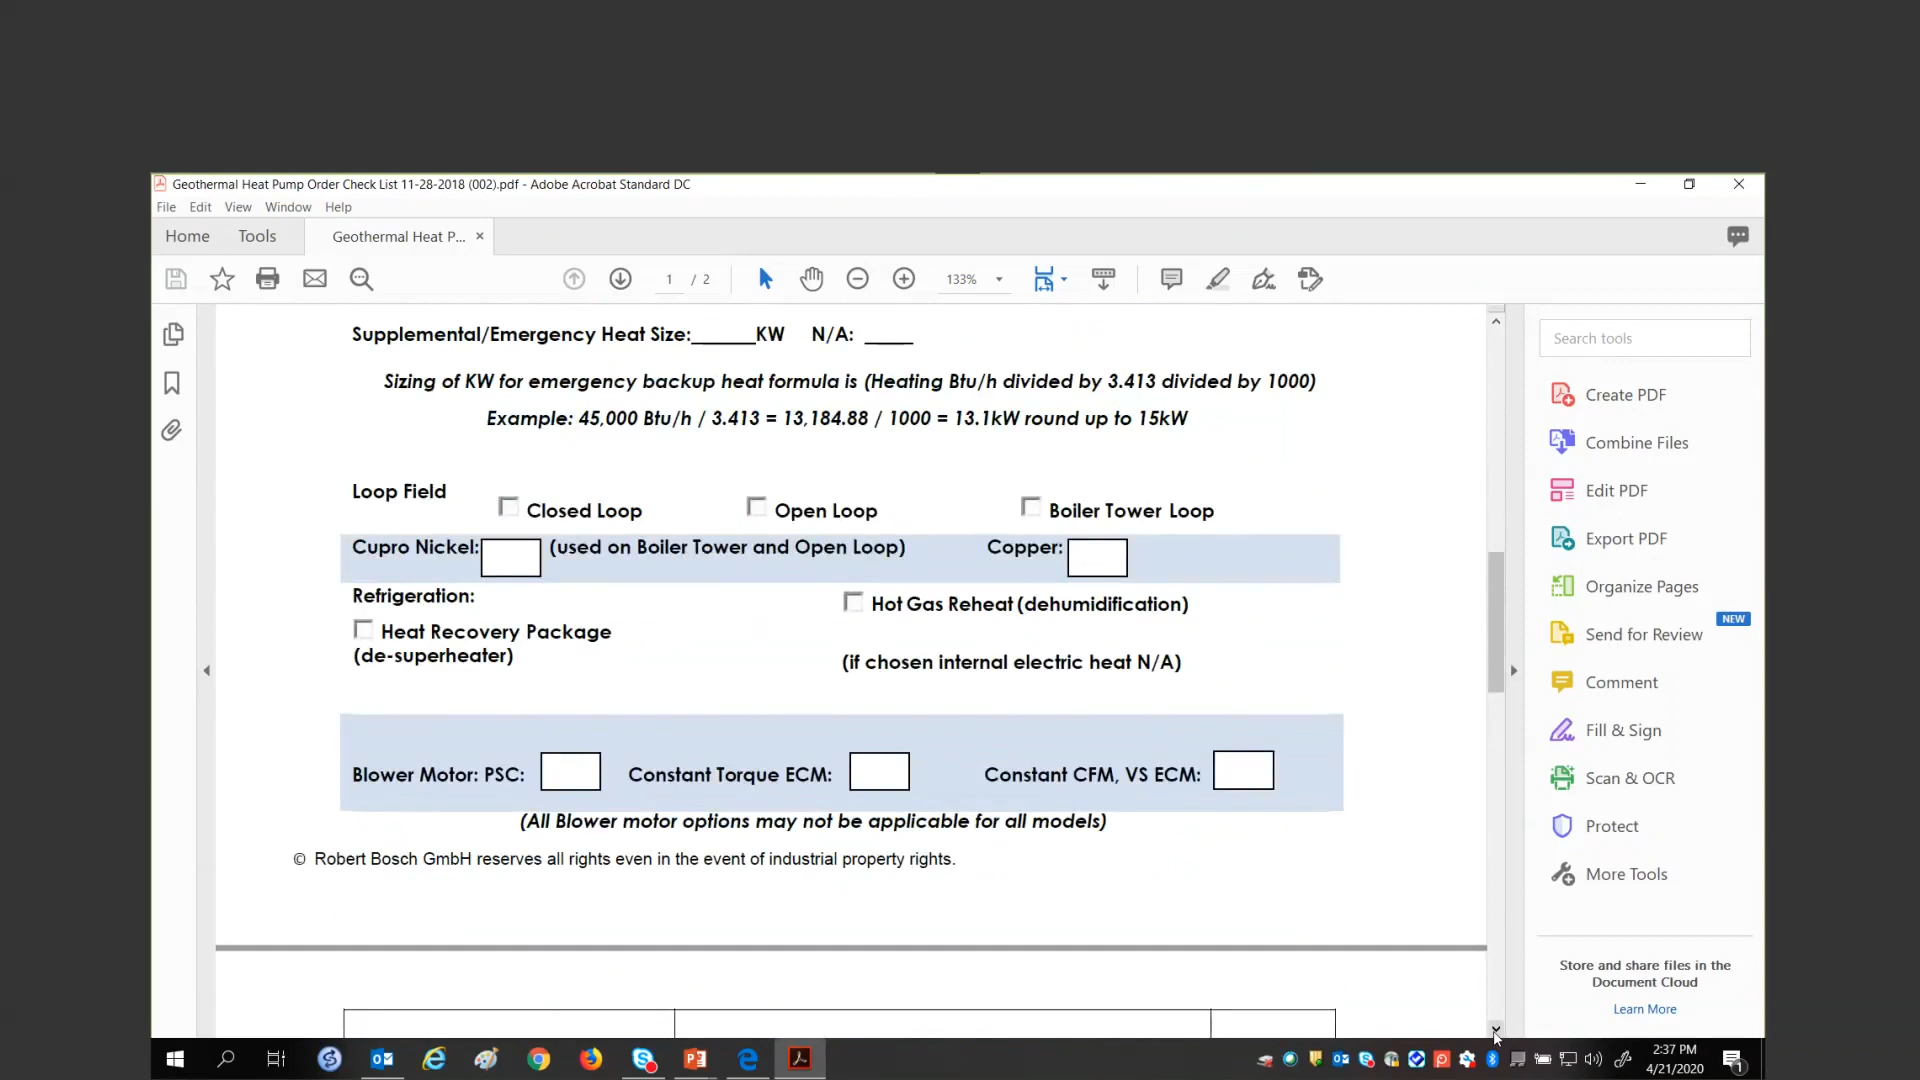 Geothermal Heat Pump Order Check List 11-28-2018 (002).pdf - Adobe Acrobat Standard DC
File Edit View Window Help
Home Tools Geothermal Heat P... ×
1 / 2 133%
Supplemental/Emergency Heat Size:______KW N/A: _____
Sizing of KW for emergency backup heat formula is (Heating Btu/h divided by 3.413 divided by 1000)
Example: 45,000 Btu/h / 3.413 = 13,184.88 / 1000 = 13.1kW round up to 15kW
Loop Field
Closed Loop Open Loop Boiler Tower Loop
Cupro Nickel: (used on Boiler Tower and Open Loop) Copper:
Refrigeration:
Hot Gas Reheat (dehumidification)
Heat Recovery Package
(de-superheater)
(if chosen internal electric heat N/A)
Blower Motor: PSC: Constant Torque ECM: Constant CFM, VS ECM:
(All Blower motor options may not be applicable for all models)
© Robert Bosch GmbH reserves all rights even in the event of industrial property rights.
Search tools
Create PDF
Combine Files
Edit PDF
Export PDF
Organize Pages
NEW
Send for Review
Comment
Fill & Sign
Scan & OCR
Protect
More Tools
Store and share files in the
Document Cloud
Learn More
2:37 PM
4/21/2020
1